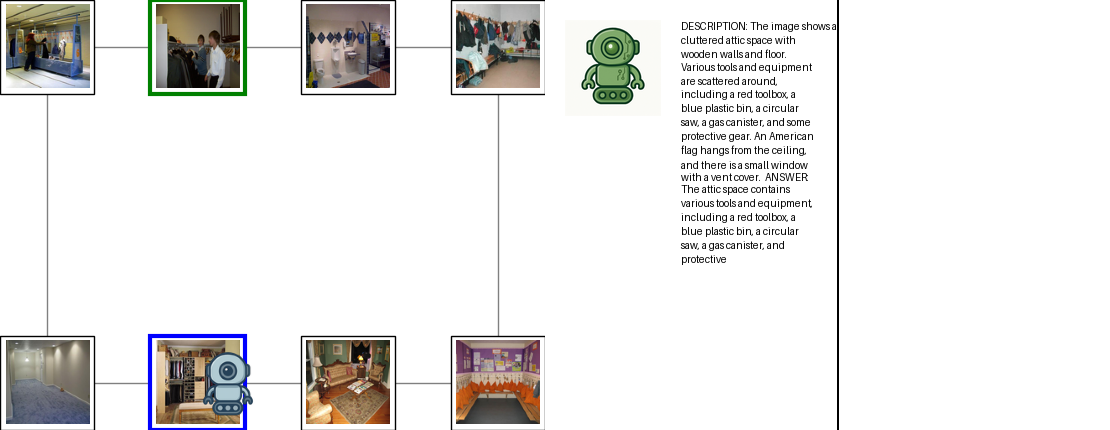 DESCRIPTION: The image shows a
cluttered attic space with
wooden walls and floor.
Various tools and equipment
are scattered around,
including a red toolbox, a
blue plastic bin, a circular
saw, a gas canister, and some
protective gear. An American
flag hangs from the ceiling,
and there is a small window
with a vent cover. ANSWER:
The attic space contains
various tools and equipment,
including a red toolbox, a
blue plastic bin, a circular
saw, a gas canister, and
protective